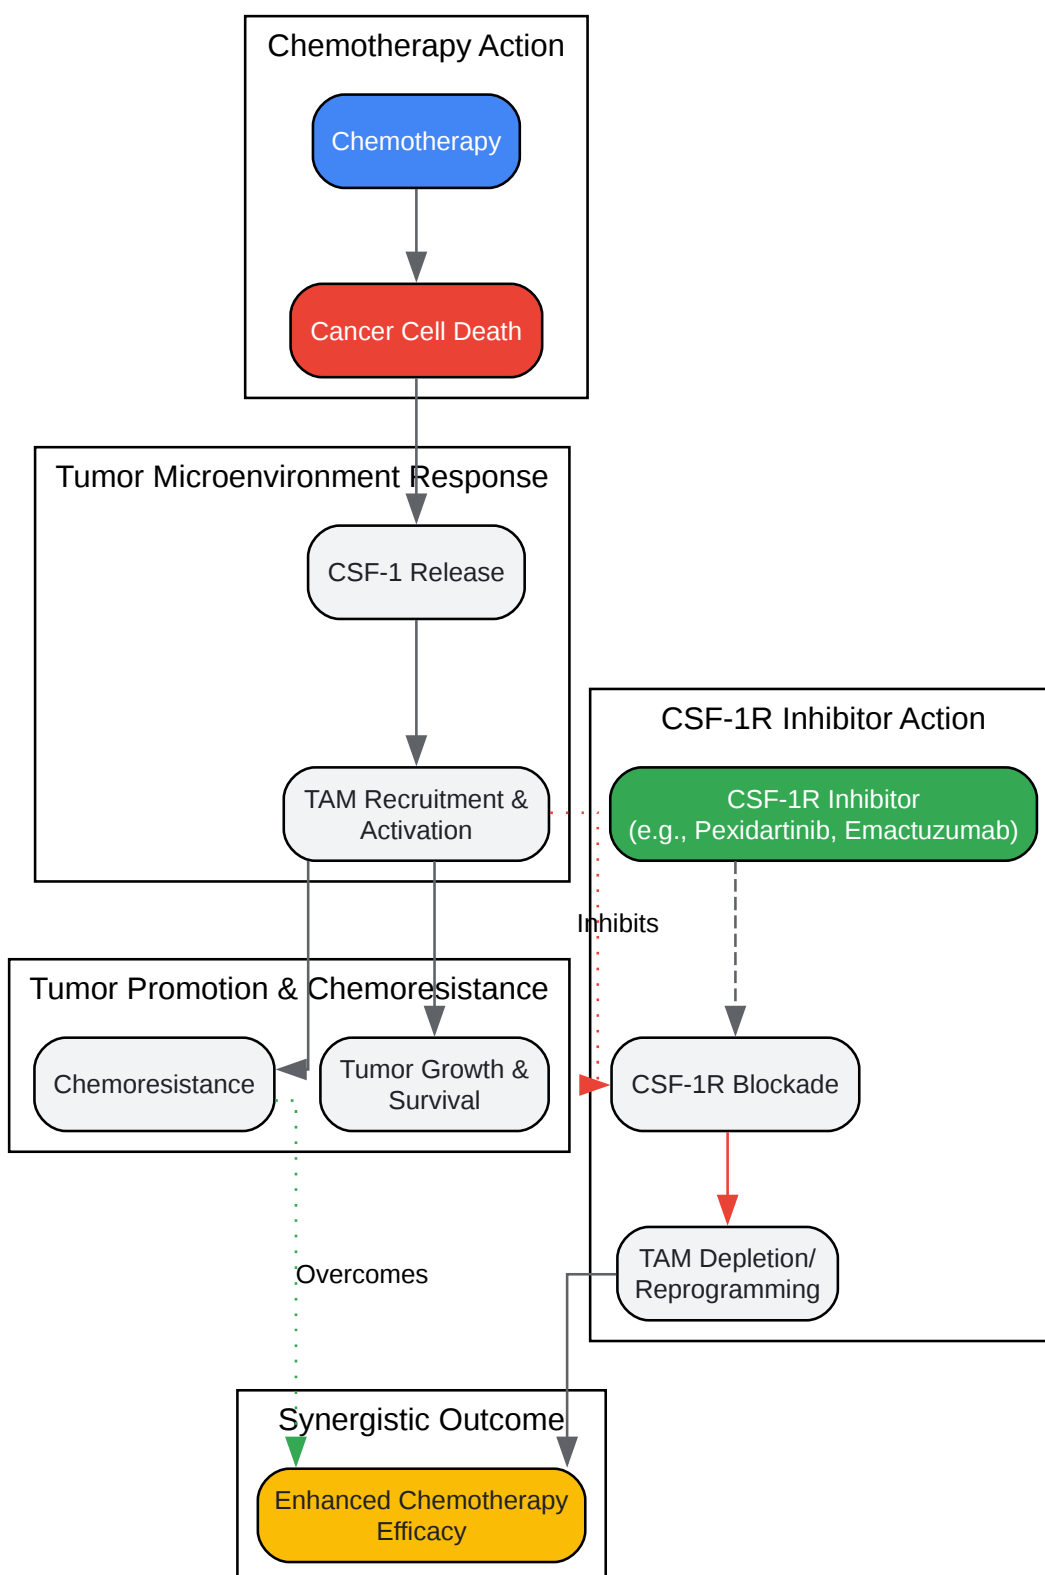 Chemotherapy Action
Chemotherapy
Cancer Cell Death
Tumor Microenvironment Response
CSF-1 Release
CSF-1R Inhibitor Action
TAM Recruitment &
Activation
CSF-1R Inhibitor
(e.g., Pexidartinib, Emactuzumab)
Inhibits
Tumor Promotion & Chemoresistance
Chemoresistance
Tumor Growth &
Survival
CSF-1R Blockade
TAM Depletion/
Reprogramming
Overcomes
Synergistic Outcome
Enhanced Chemotherapy
Efficacy